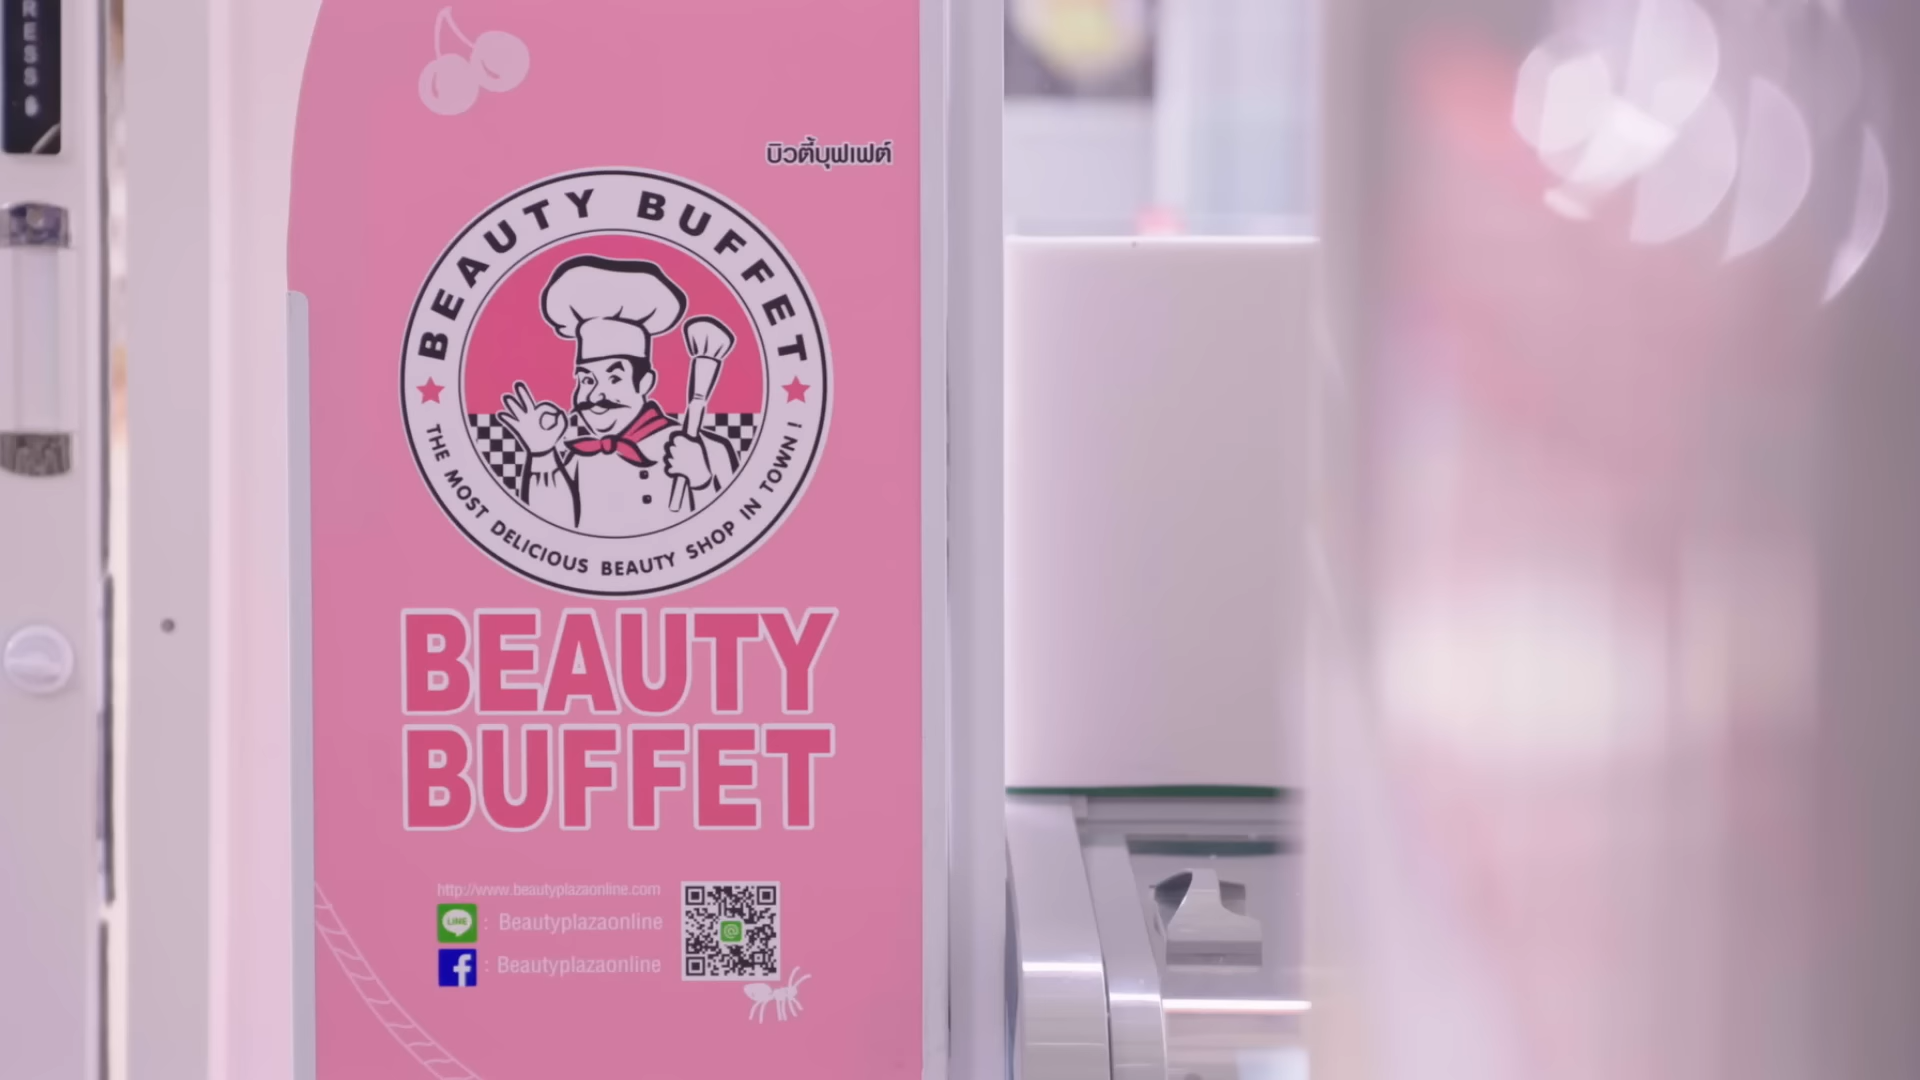 RESS
บิวตี้บุฟเฟต์
BEAUTY BUFFET
THE MOST DELICIOUS BEAUTY SHOP IN TOWN !
BEAUTY
BUFFET
http://www.beautyplazaonline.com
LINE : Beautyplazaonline
f : Beautyplazaonline